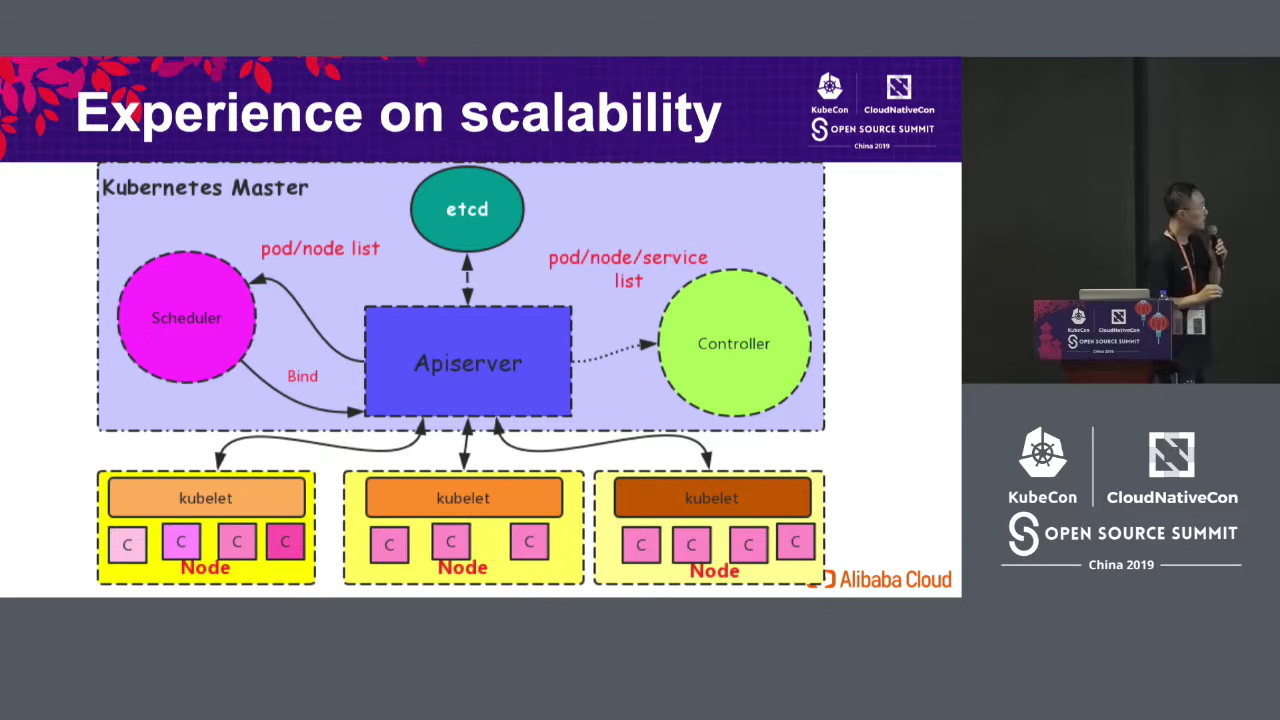 Experience on scalability
KubeCon
CloudNativeCon
OPEN SOURCE SUMMIT
China 2019
Kubernetes Master
etcd
pod/node list
pod/node/service
list
Scheduler
Apiserver
Controller
Bind
kubelet
kubelet
kubelet
C
C
C
C
C
C
C
C
C
C
C
Node
Node
Node
Alibaba Cloud
KubeCon
CloudNativeCon
OPEN SOURCE SUMMIT
China 2019
KubeCon
CloudNativeCon
OPEN SOURCE SUMMIT
China 2019